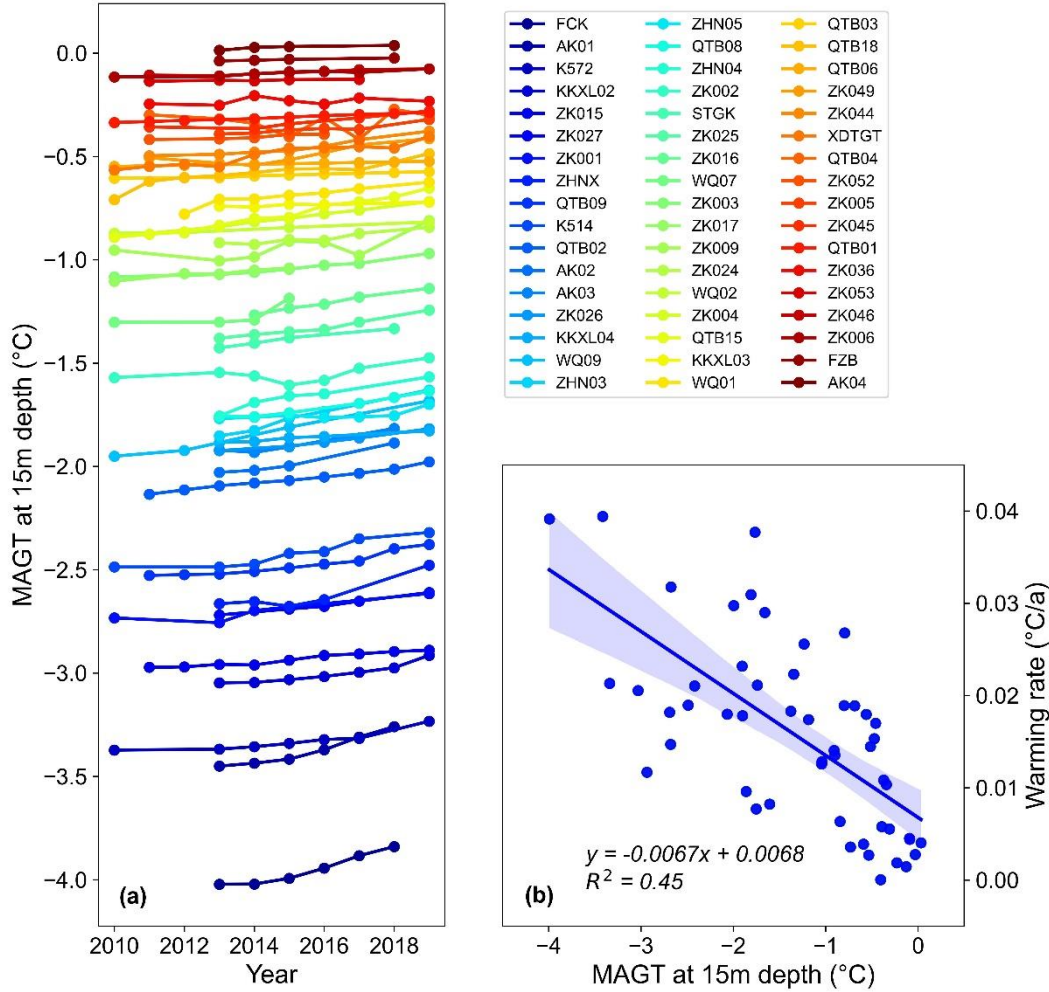 0.0
−0.5
−1.0
−1.5
−2.0
−2.5
−3.0
−3.5
−4.0
MAGT at 15m depth (°C)
2010 2012 2014 2016 2018
Year
(a)
FCK
AK01
K572
KKXL02
ZK015
ZK027
ZK001
ZHNX
QTB09
K514
QTB02
AK02
AK03
ZK026
KKXL04
WQ09
ZHN03
ZHN05
QTB08
ZHN04
ZK002
STGK
ZK025
ZK016
WQ07
ZK003
ZK017
ZK009
ZK024
WQ02
ZK004
QTB15
KKXL03
WQ01
QTB03
QTB18
QTB06
ZK049
ZK044
XDTGT
QTB04
ZK052
ZK005
ZK045
QTB01
ZK036
ZK053
ZK046
ZK006
FZB
AK04
0.04
0.03
0.02
0.01
0.00
Warming rate (°C/a)
y = -0.0067x + 0.0068
R² = 0.45
(b)
−4 −3 −2 −1 0
MAGT at 15m depth (°C)